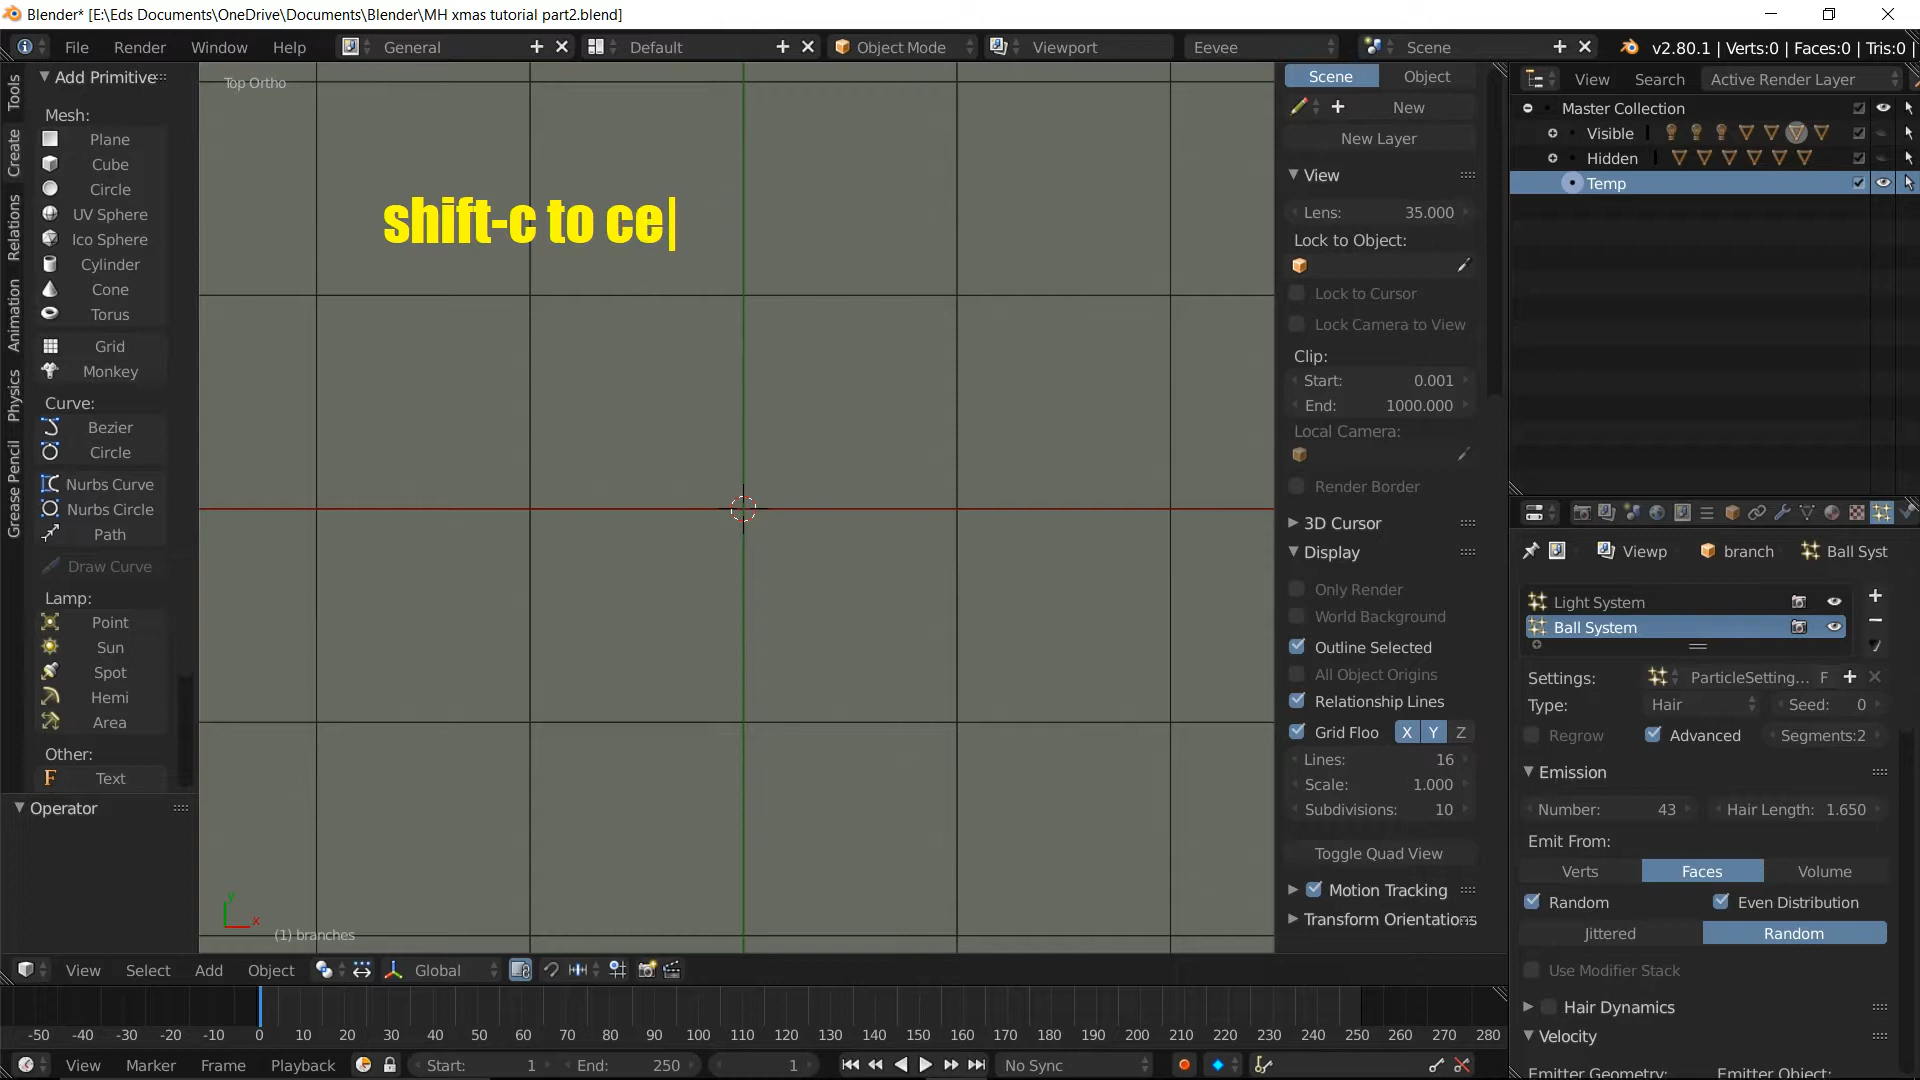 Blender* [E:\Eds Documents\OneDrive\Documents\Blender\MH xmas tutorial part2.blend]
File Render Window Help General Default Object Mode Viewport Eevee Scene v2.80.1 | Verts:0 | Faces:0 | Tris:0 |
Tools
Create
Relations
Animation
Physics
Grease Pencil
Add Primitive
Mesh:
Plane
Cube
Circle
UV Sphere
Ico Sphere
Cylinder
Cone
Torus
Grid
Monkey
Curve:
Bezier
Circle
Nurbs Curve
Nurbs Circle
Path
Draw Curve
Lamp:
Point
Sun
Spot
Hemi
Area
Other:
Text
Operator
Top Ortho
shift-c to ce|
y
x
(1) branches
Scene Object
New
New Layer
View
Lens: 35.000
Lock to Object:
Lock to Cursor
Lock Camera to View
Clip:
Start: 0.001
End: 1000.000
Local Camera:
Render Border
3D Cursor
Display
Only Render
World Background
Outline Selected
All Object Origins
Relationship Lines
Grid Floo X Y Z
Lines: 16
Scale: 1.000
Subdivisions: 10
Toggle Quad View
Motion Tracking
Transform Orientations
View Search Active Render Layer
Master Collection
Visible
Hidden
Temp
Viewp branch Ball Syst
Light System
Ball System
Settings: ParticleSetting... F
Type: Hair Seed: 0
Regrow Advanced Segments:2
Emission
Number: 43 Hair Length: 1.650
Emit From:
Verts Faces Volume
Random Even Distribution
Jittered Random
Use Modifier Stack
Hair Dynamics
Velocity
Emitter Geometry: Emitter Object:
View Select Add Object Global
-50 -40 -30 -20 -10 0 10 20 30 40 50 60 70 80 90 100 110 120 130 140 150 160 170 180 190 200 210 220 230 240 250 260 270 280
View Marker Frame Playback Start: 1 End: 250 1 No Sync